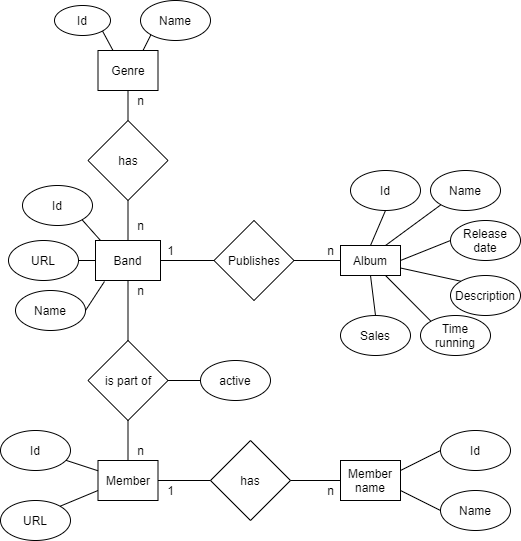 Id
Name
Genre
n
has
n
Id
URL
Name
Band
1
Publishes
n
Album
Id
Name
Release
date
Description
Time
running
Sales
n
is part of
active
n
Id
URL
Member
1
has
n
Member
name
Id
Name